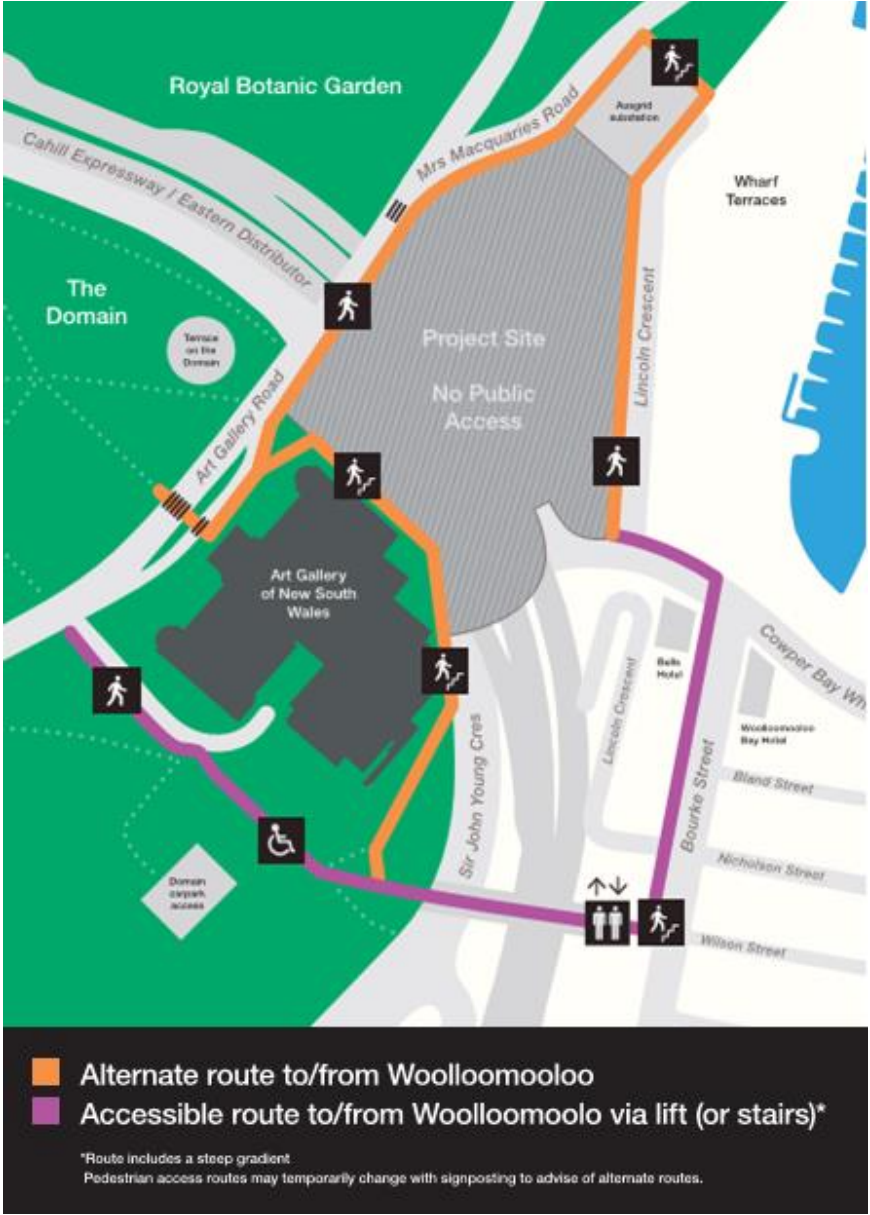 Royal Botanic Garden
Cahill Expressway / Eastern Distributor
Mrs Macquaries Road
Ausgrid
substation
Wharf
Terraces
The
Domain
Terrace
on the
Domain
Art Gallery Road
Project Site
No Public
Access
Lincoln Crescent
Art Gallery
of New South
Wales
Bells
Hotel
Cowper Bay Wh
Lincoln Crescent
Woolloomooloo
Bay Hotel
Sir John Young Cres
Bourke Street
Bland Street
Nicholson Street
Wilson Street
Domain
carpark
access
Alternate route to/from Woolloomooloo
Accessible route to/from Woolloomoolo via lift (or stairs)*
*Route includes a steep gradient
Pedestrian access routes may temporarily change with signposting to advise of alternate routes.